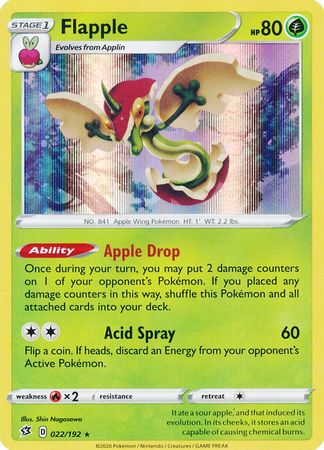 STAGE 1 Flapple HP 80
Evolves from Applin
NO. 841 Apple Wing Pokémon. HT: 1' WT: 2.2 lbs.
Ability Apple Drop
Once during your turn, you may put 2 damage counters
on 1 of your opponent's Pokémon. If you placed any
damage counters in this way, shuffle this Pokémon and all
attached cards into your deck.
Acid Spray 60
Flip a coin. If heads, discard an Energy from your opponent's
Active Pokémon.
weakness ×2 resistance retreat
Illus. Shin Nagasawa
D 022/192 ★
It ate a sour apple, and that induced its
evolution. In its cheeks, it stores an acid
capable of causing chemical burns.
©2020 Pokémon / Nintendo / Creatures / GAME FREAK